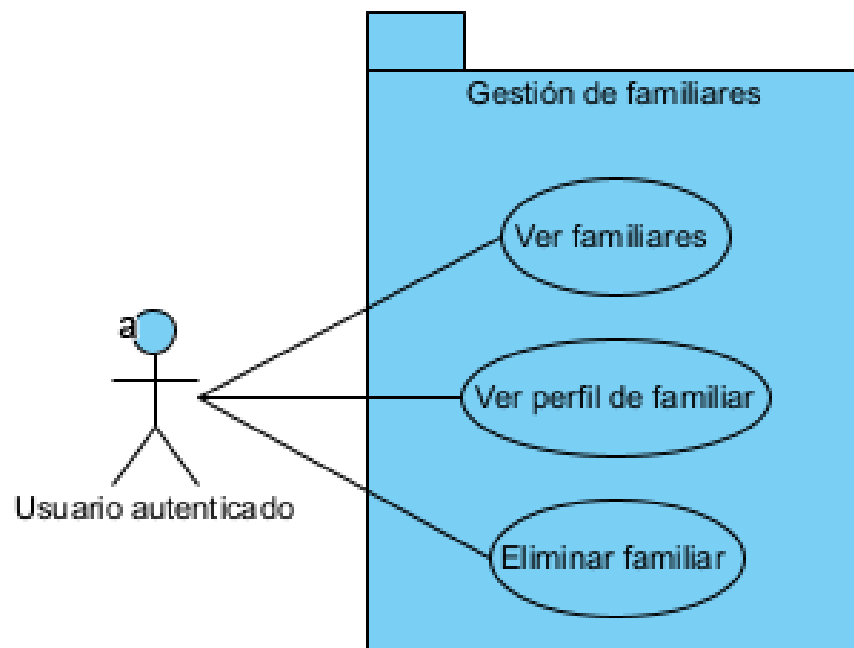 Gestión de familiares
Ver familiares
a
Ver perfil de familiar
Usuario autenticado
Eliminar familiar